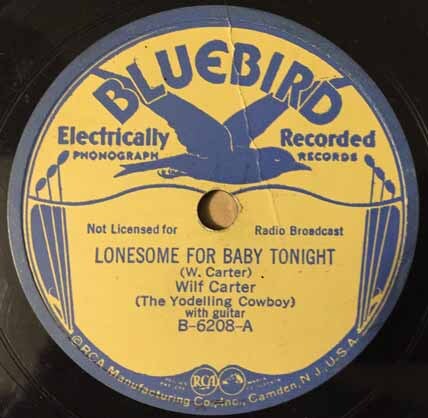 BLUEBIRD
Electrically Recorded
PHONOGRAPH RECORDS
Not Licensed for Radio Broadcast
LONESOME FOR BABY TONIGHT
(W. Carter)
Wilf Carter
(The Yodelling Cowboy)
with guitar
B-6208-A
RCA
©RCA Manufacturing Co., Inc., Camden, N.J., U.S.A.